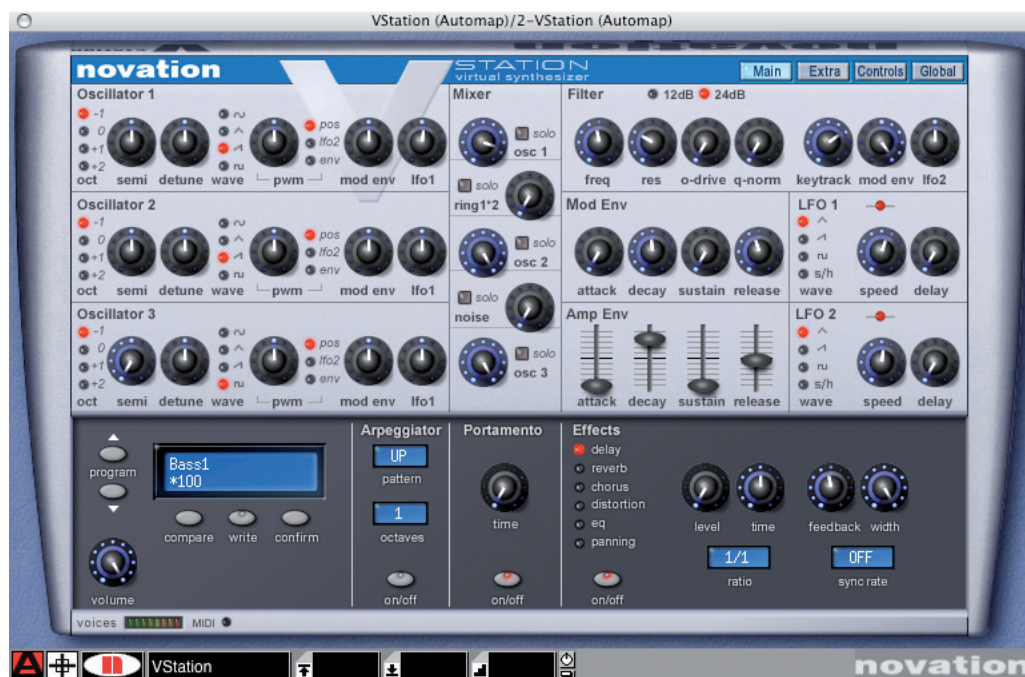 VStation (Automap)/2-VStation (Automap)
novation
STATION
virtual synthesizer
Main Extra Controls Global
Oscillator 1
-1
0
+1
+2
oct semi detune wave pwm mod env lfo1
pos
lfo2
env
Oscillator 2
-1
0
+1
+2
oct semi detune wave pwm mod env lfo1
pos
lfo2
env
Oscillator 3
-1
0
+1
+2
oct semi detune wave pwm mod env lfo1
pos
lfo2
env
Mixer
solo
osc 1
solo
ring1*2
solo
osc 2
solo
noise
solo
osc 3
Filter 12dB 24dB
freq res o-drive q-norm keytrack mod env lfo2
Mod Env
attack decay sustain release
LFO 1
s/h
wave speed delay
Amp Env
attack decay sustain release
LFO 2
s/h
wave speed delay
program
Bass1
*100
compare write confirm
volume
Arpeggiator
UP
pattern
1
octaves
on/off
Portamento
time
on/off
Effects
delay
reverb
chorus
distortion
eq
panning
on/off
level time feedback width
1/1
ratio
OFF
sync rate
voices MIDI
A VStation
novation